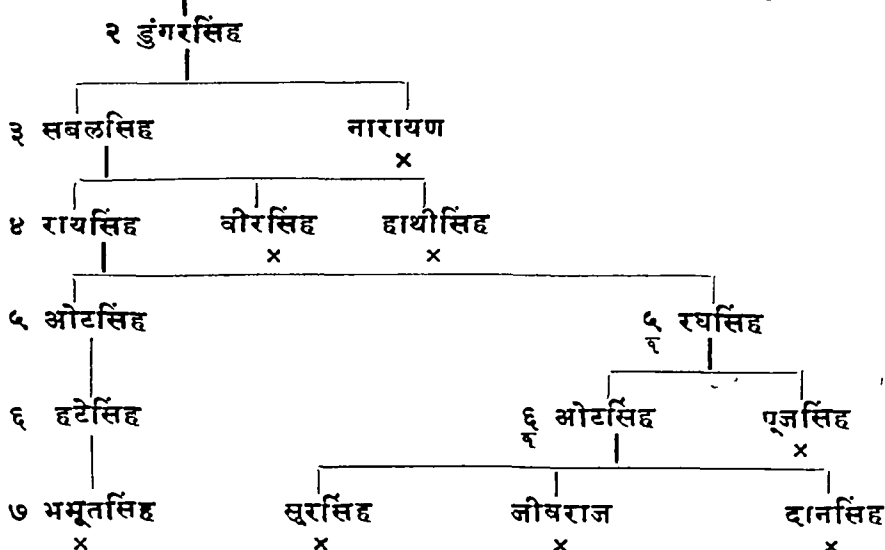 २ डुंगरसिंह
३ सबलसिंह नारायण
×
४ रायसिंह वीरसिंह हाथीसिंह
× ×
५ ओटसिंह ५ रघसिंह
व
६ हटेसिंह ६ ओटसिंह पूजसिंह
व ×
७ भमूतसिंह सूरसिंह जीवराज दानसिंह
× × × ×